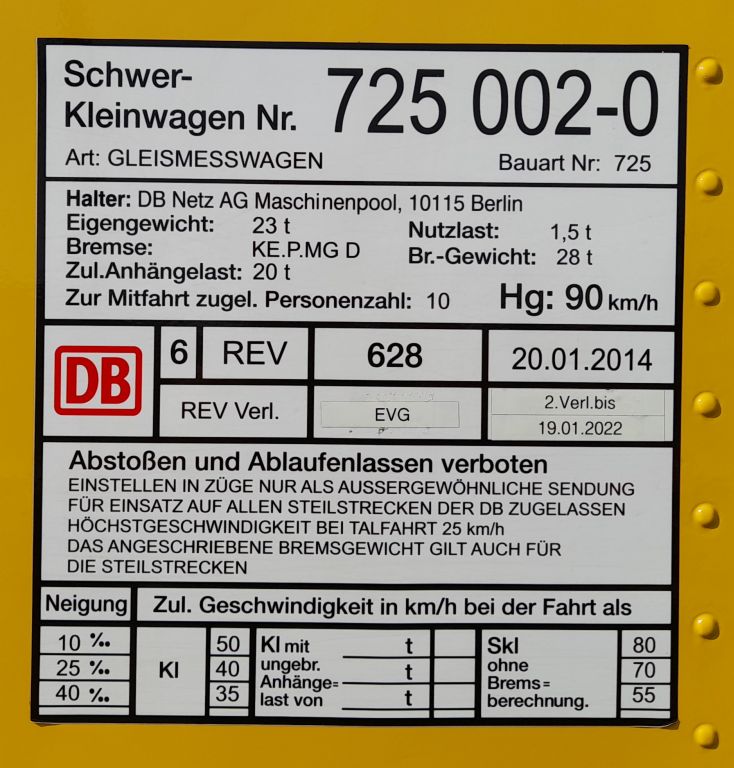 Schwer-
Kleinwagen Nr. 725 002-0
Art: GLEISMESSWAGEN Bauart Nr: 725
Halter: DB Netz AG Maschinenpool, 10115 Berlin
Eigengewicht: 23 t Nutzlast: 1,5 t
Bremse: KE.P.MG D Br.-Gewicht: 28 t
Zul.Anhängelast: 20 t
Zur Mitfahrt zugel. Personenzahl: 10 Hg: 90 km/h
DB 6 REV 628 20.01.2014
REV Verl. EVG 2.Verl.bis
19.01.2022
Abstoßen und Ablaufenlassen verboten
EINSTELLEN IN ZÜGE NUR ALS AUSSERGEWÖHNLICHE SENDUNG
FÜR EINSATZ AUF ALLEN STEILSTRECKEN DER DB ZUGELASSEN
HÖCHSTGESCHWINDIGKEIT BEI TALFAHRT 25 km/h
DAS ANGESCHRIEBENE BREMSGEWICHT GILT AUCH FÜR
DIE STEILSTRECKEN
Neigung Zul. Geschwindigkeit in km/h bei der Fahrt als
10 ‰ Kl 50 Kl mit t Skl 80
25 ‰ 40 ungebr. t ohne 70
40 ‰ 35 Anhänge= t Brems= 55
last von berechnung.